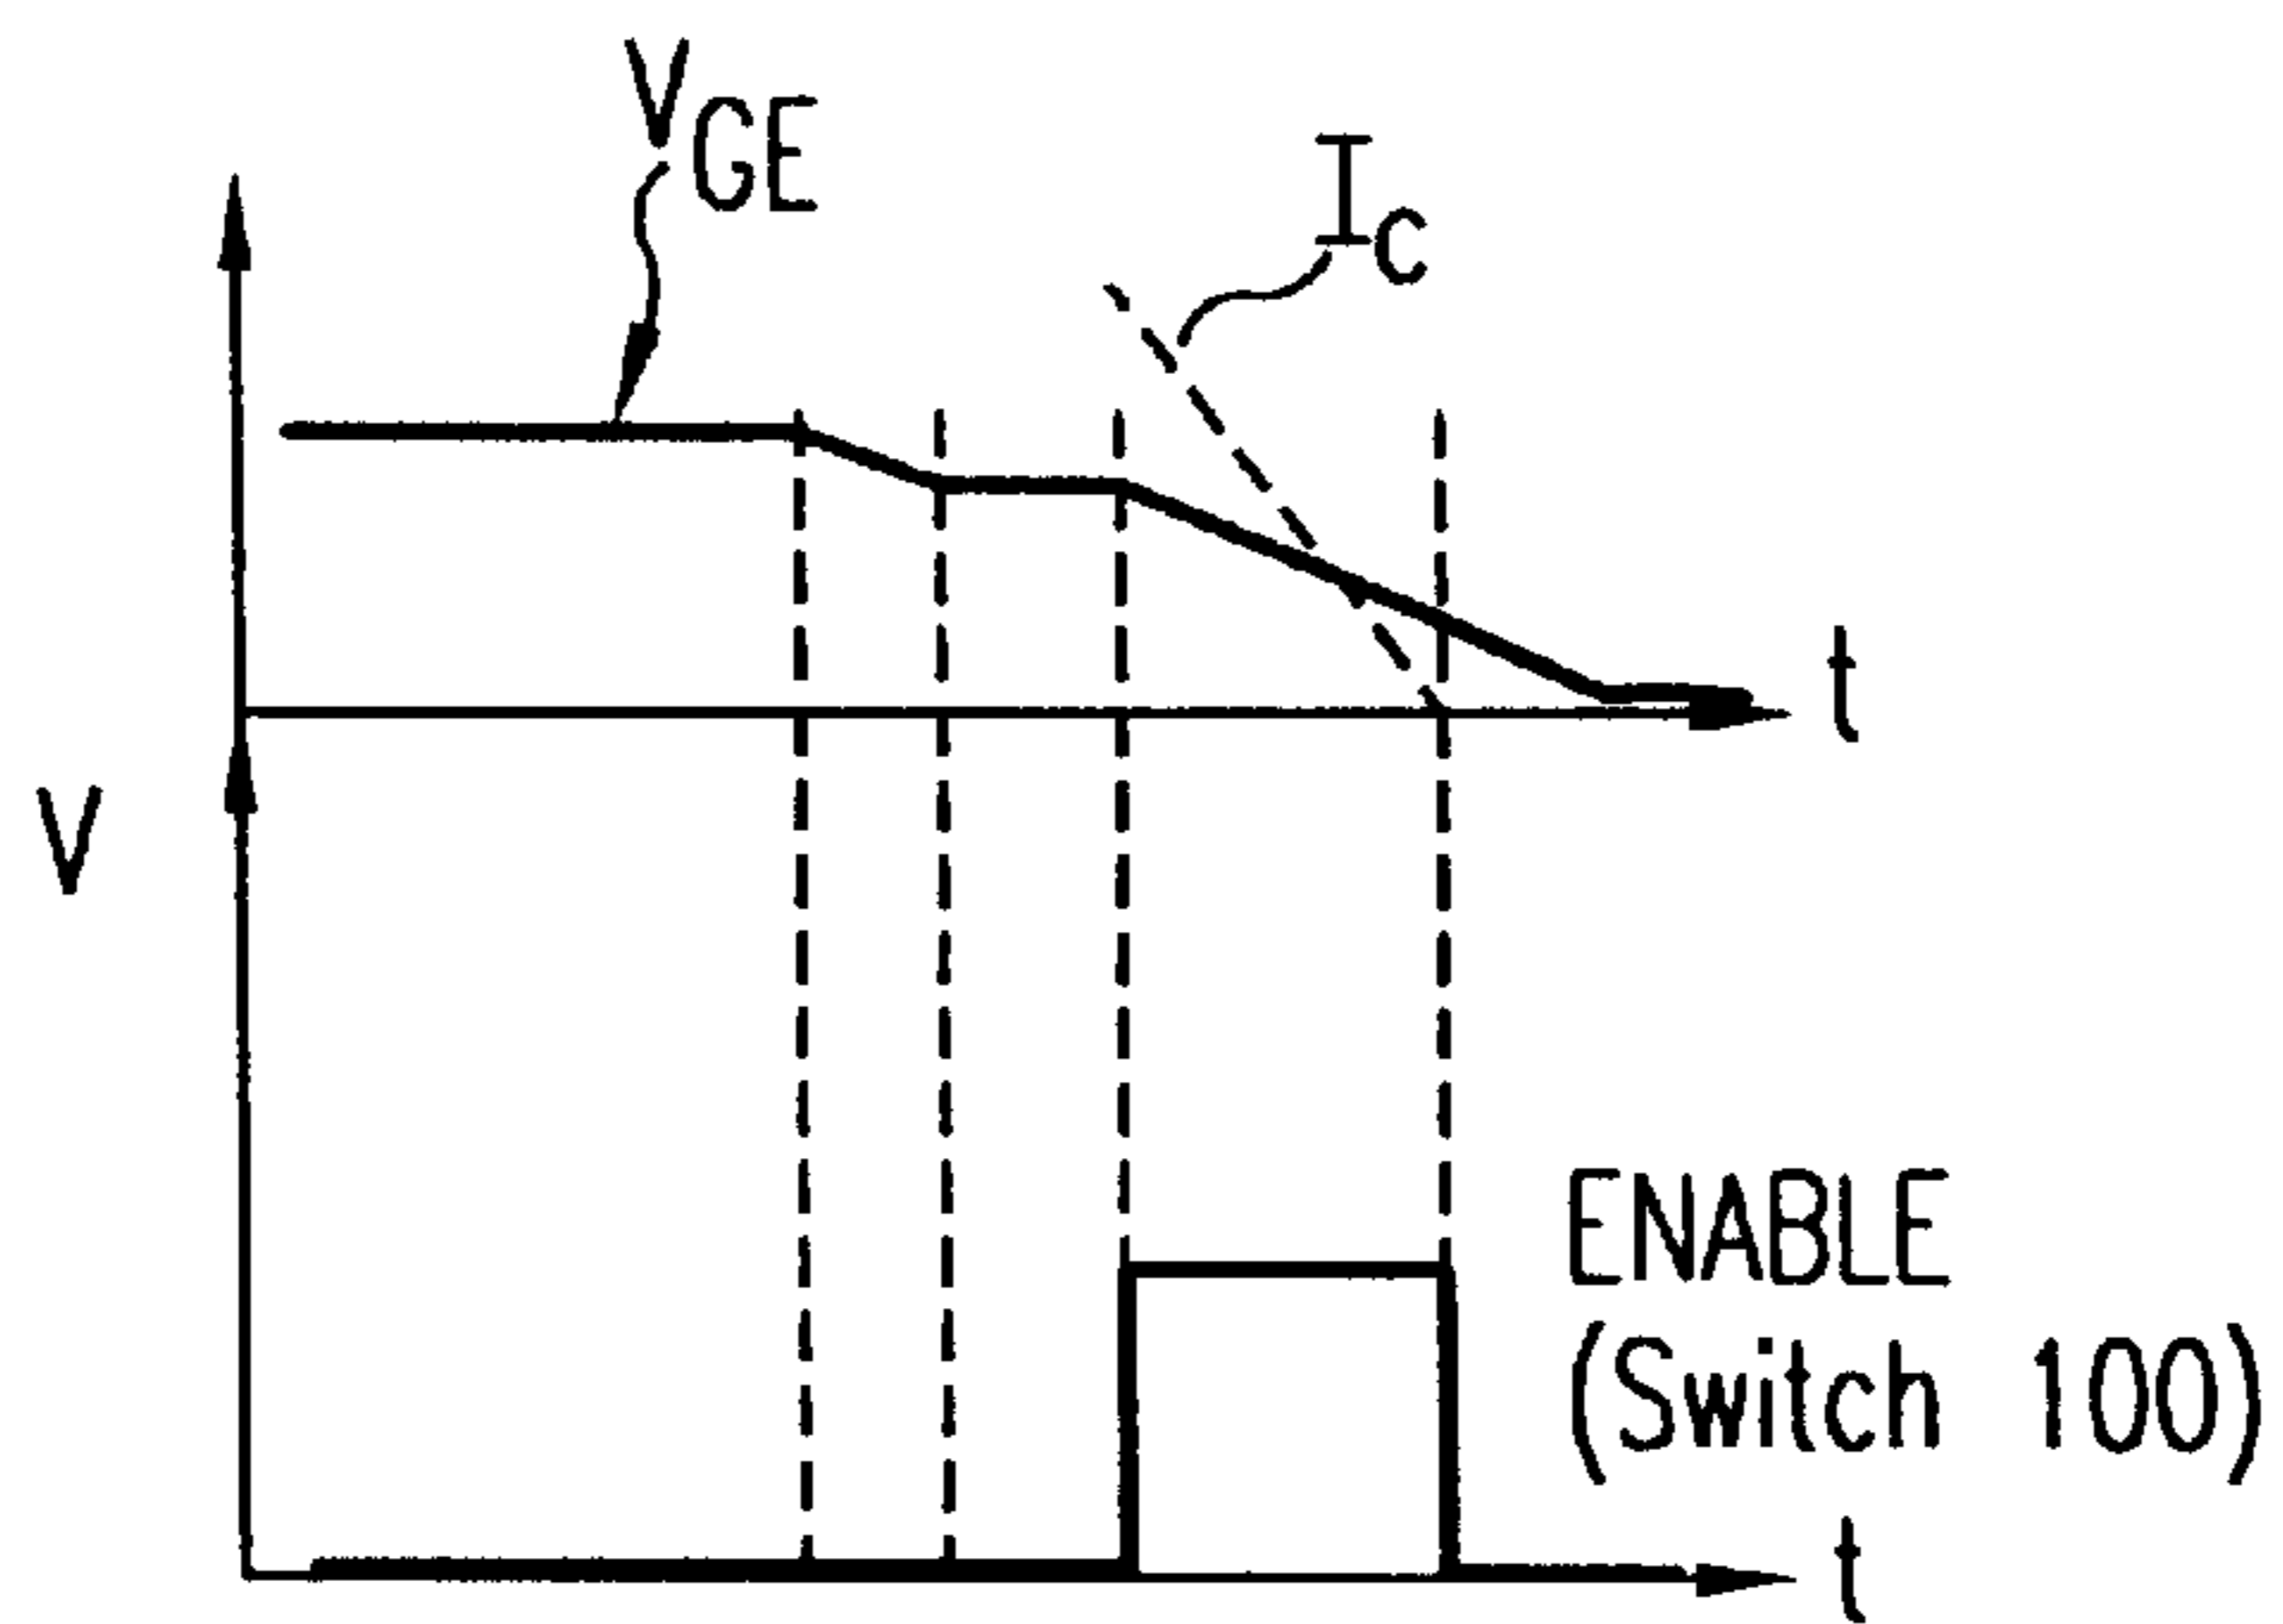 VGE
IC
t
V
ENABLE
(Switch 100)
t